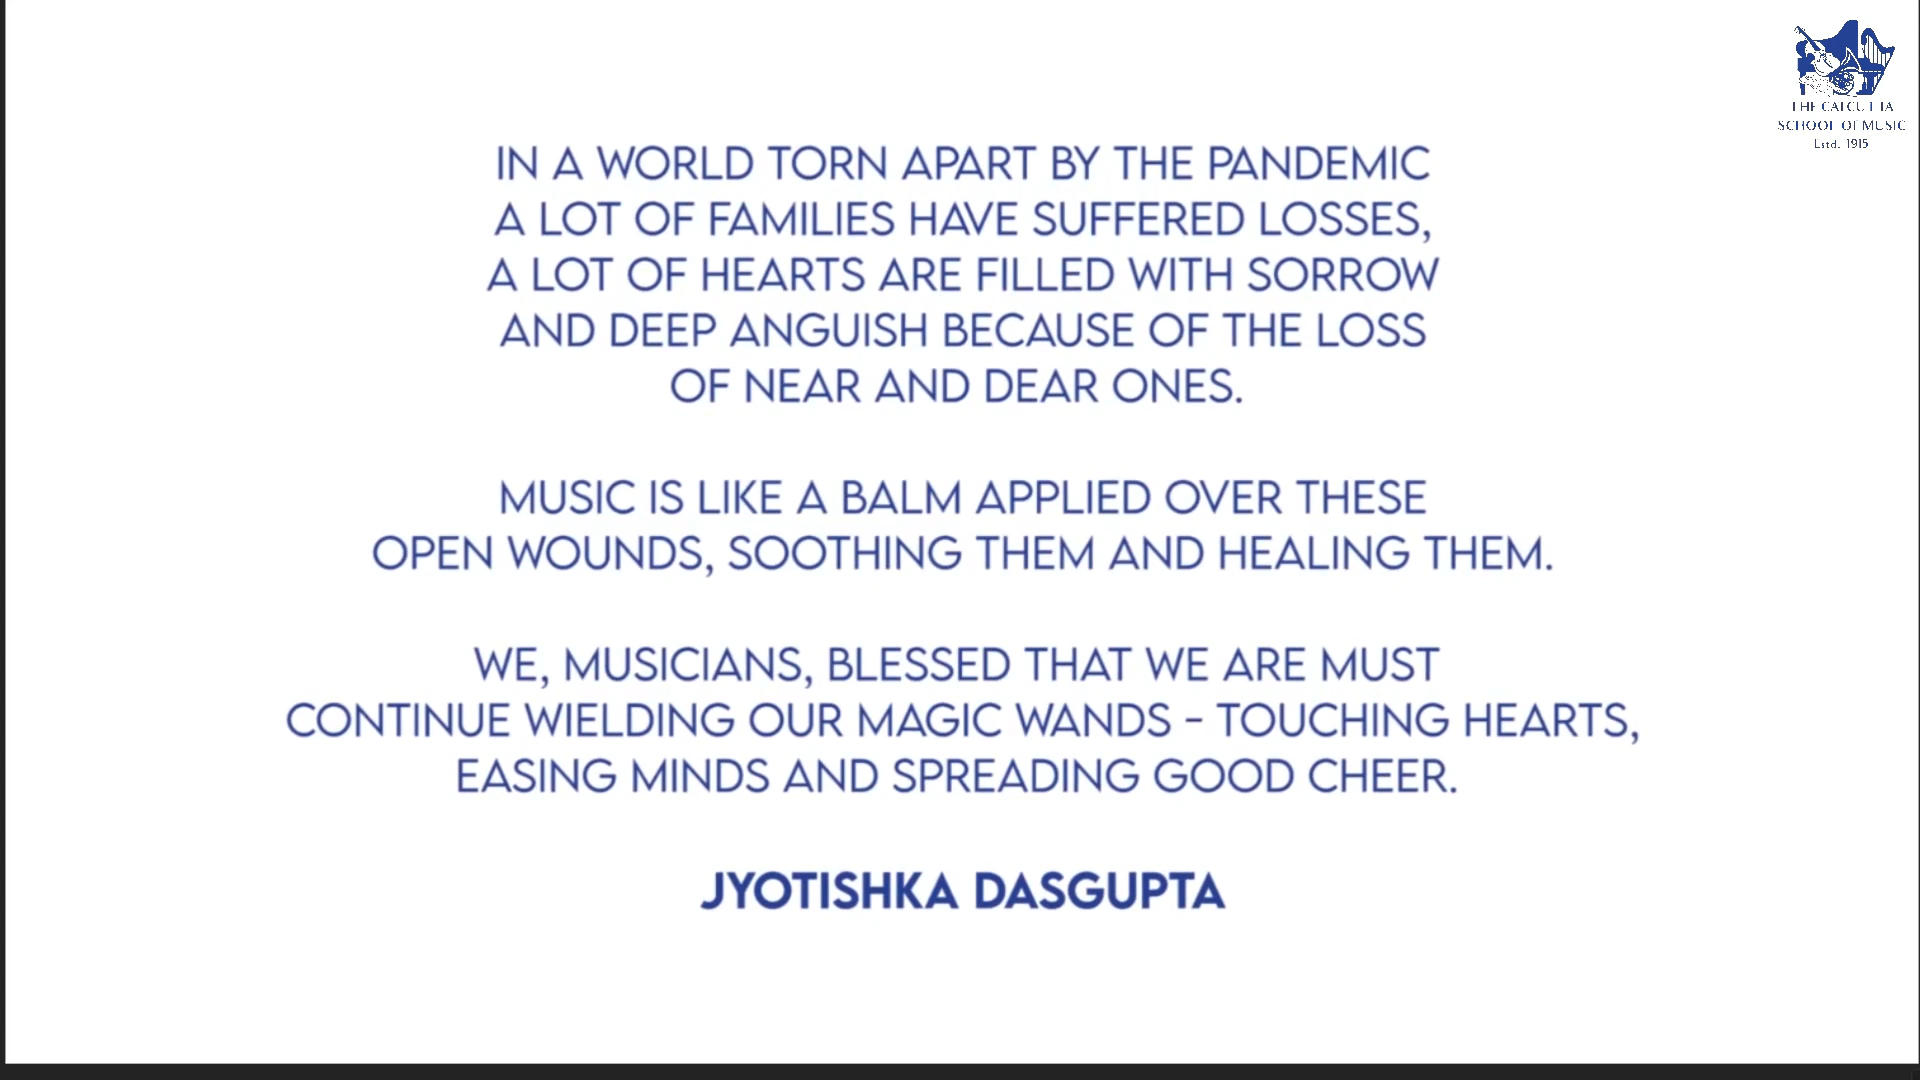 THE CALCUTTA
SCHOOL OF MUSIC
Estd. 1915
IN A WORLD TORN APART BY THE PANDEMIC
A LOT OF FAMILIES HAVE SUFFERED LOSSES,
A LOT OF HEARTS ARE FILLED WITH SORROW
AND DEEP ANGUISH BECAUSE OF THE LOSS
OF NEAR AND DEAR ONES.
MUSIC IS LIKE A BALM APPLIED OVER THESE
OPEN WOUNDS, SOOTHING THEM AND HEALING THEM.
WE, MUSICIANS, BLESSED THAT WE ARE MUST
CONTINUE WIELDING OUR MAGIC WANDS - TOUCHING HEARTS,
EASING MINDS AND SPREADING GOOD CHEER.
JYOTISHKA DASGUPTA